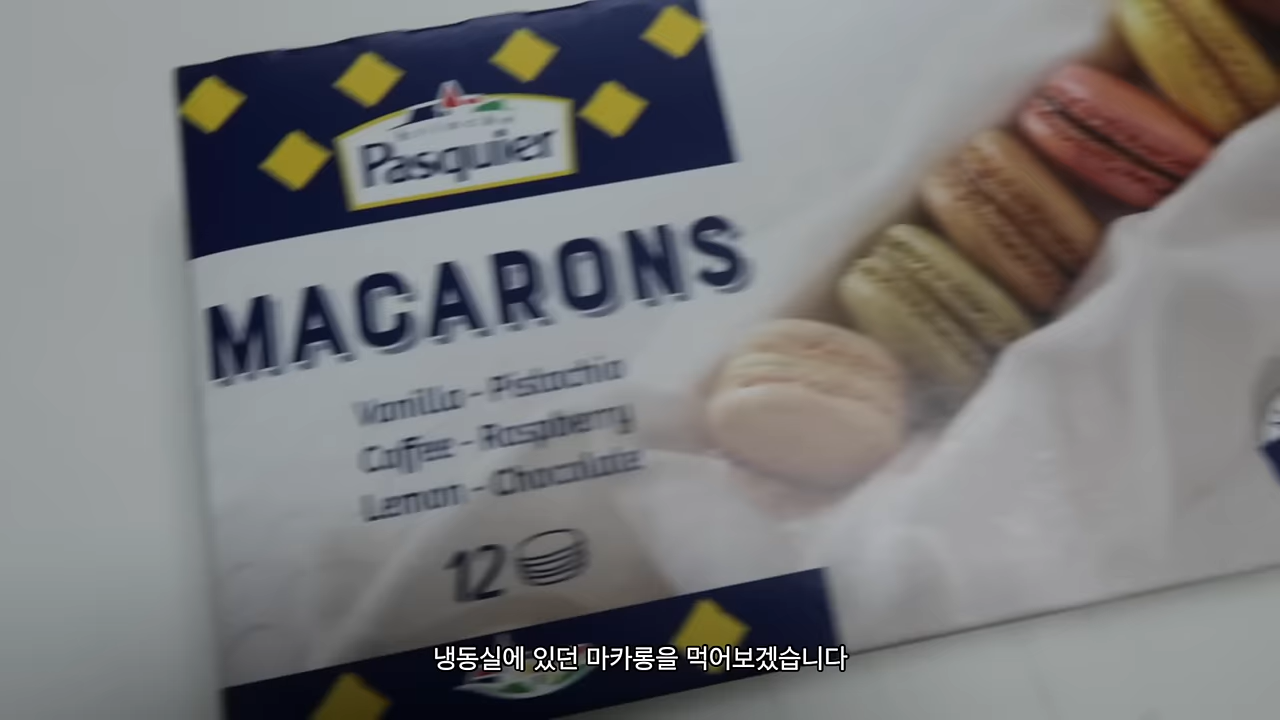 Pasquier
MACARONS
Vanilla - Pistachio
Coffee - Raspberry
Lemon - Chocolate
12
냉동실에 있던 마카롱을 먹어보겠습니다